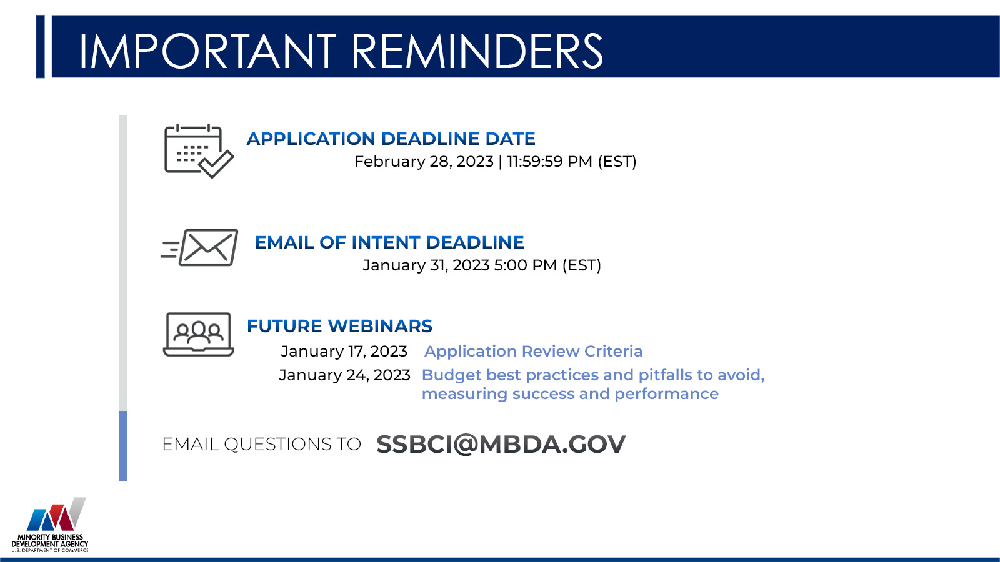 IMPORTANT REMINDERS
APPLICATION DEADLINE DATE
February 28, 2023 | 11:59:59 PM (EST)
EMAIL OF INTENT DEADLINE
January 31, 2023 5:00 PM (EST)
FUTURE WEBINARS
January 17, 2023 Application Review Criteria
January 24, 2023 Budget best practices and pitfalls to avoid,
measuring success and performance
EMAIL QUESTIONS TO SSBCI@MBDA.GOV
MINORITY BUSINESS
DEVELOPMENT AGENCY
U.S. DEPARTMENT OF COMMERCE